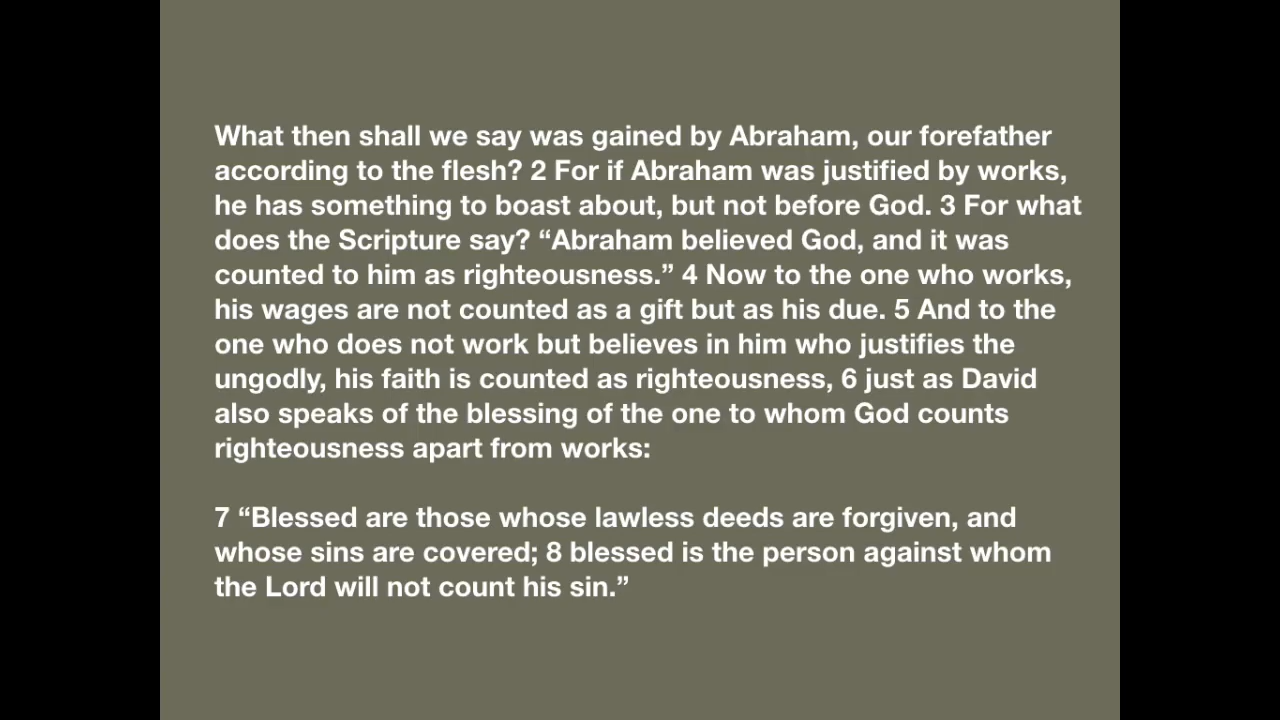 What then shall we say was gained by Abraham, our forefather
according to the flesh? 2 For if Abraham was justified by works,
he has something to boast about, but not before God. 3 For what
does the Scripture say? “Abraham believed God, and it was
counted to him as righteousness.” 4 Now to the one who works,
his wages are not counted as a gift but as his due. 5 And to the
one who does not work but believes in him who justifies the
ungodly, his faith is counted as righteousness, 6 just as David
also speaks of the blessing of the one to whom God counts
righteousness apart from works:
7 “Blessed are those whose lawless deeds are forgiven, and
whose sins are covered; 8 blessed is the person against whom
the Lord will not count his sin.”